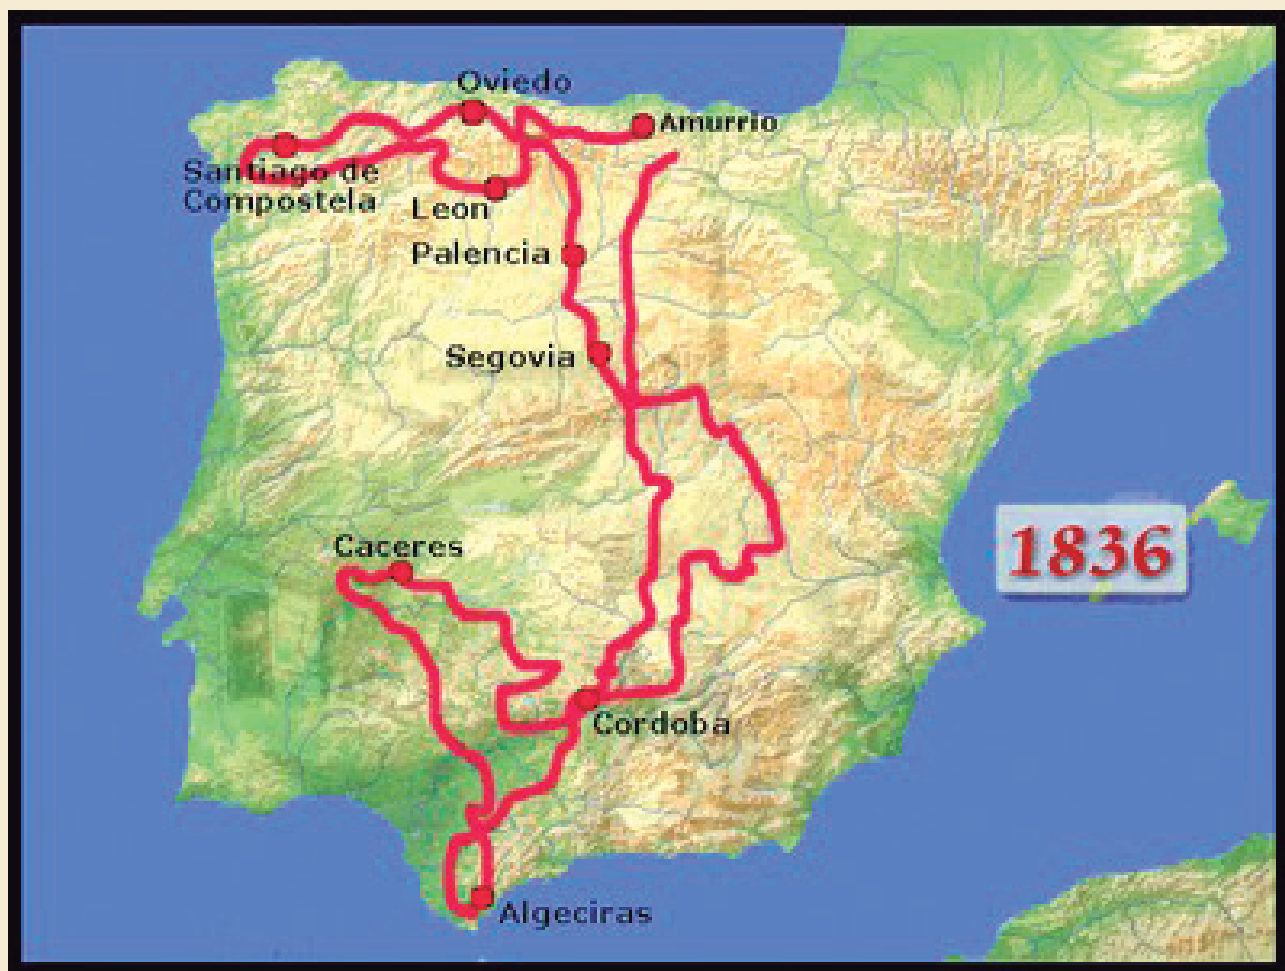 Oviedo
Amurrio
Santiago de
Compostela
Leon
Palencia
Segovia
1836
Caceres
Cordoba
Algeciras